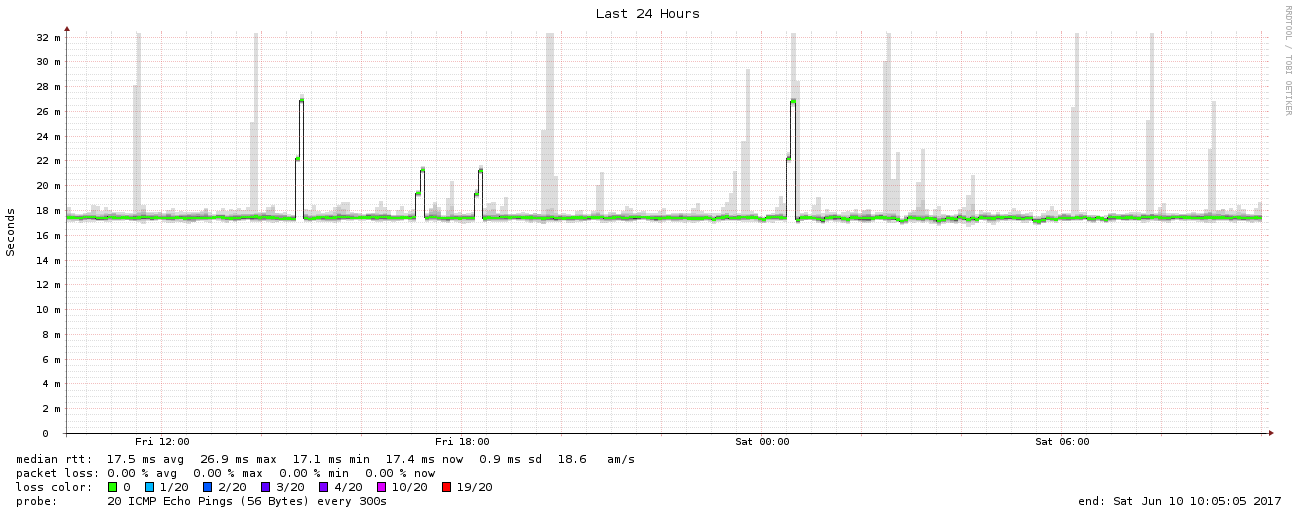 Last 24 Hours
RRDTOOL / TOBI OETIKER
Seconds
32 m
30 m
28 m
26 m
24 m
22 m
20 m
18 m
16 m
14 m
12 m
10 m
8 m
6 m
4 m
2 m
0
Fri 12:00 Fri 18:00 Sat 00:00 Sat 06:00
median rtt: 17.5 ms avg 26.9 ms max 17.1 ms min 17.4 ms now 0.9 ms sd 18.6 am/s
packet loss: 0.00 % avg 0.00 % max 0.00 % min 0.00 % now
loss color: 0 1/20 2/20 3/20 4/20 10/20 19/20
probe: 20 ICMP Echo Pings (56 Bytes) every 300s end: Sat Jun 10 10:05:05 2017